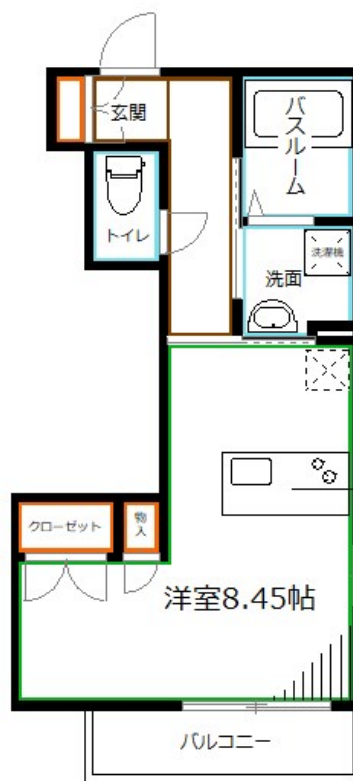 玄関
バスルーム
トイレ
洗濯機
洗面
クローゼット
物入
洋室8.45帖
バルコニー